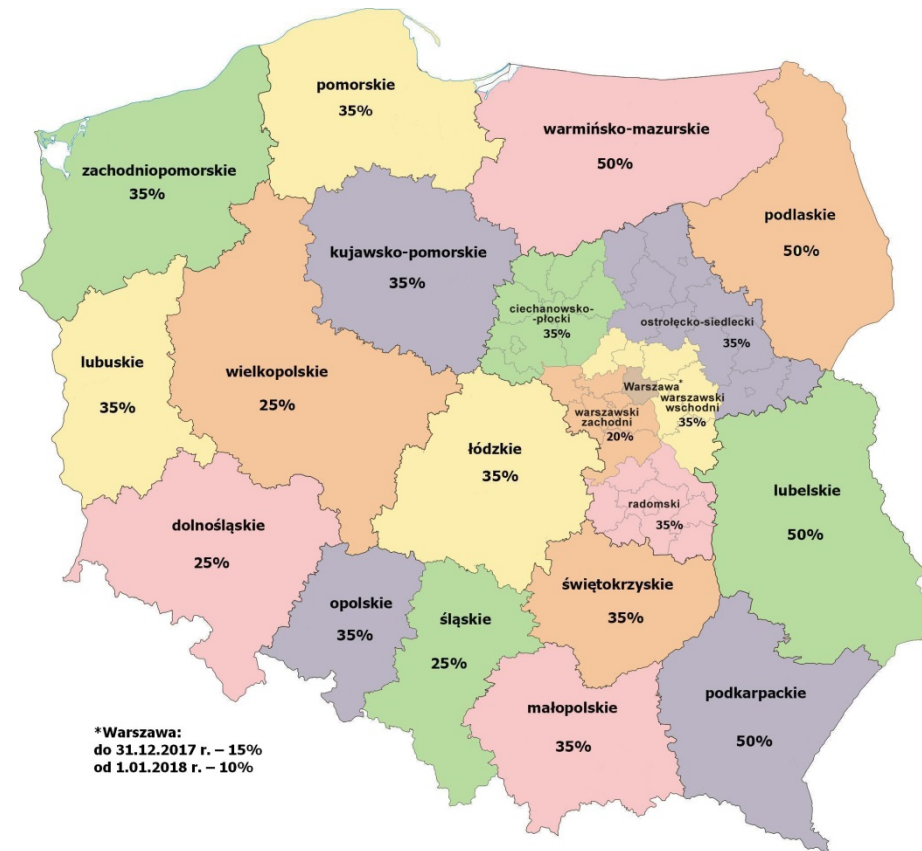 pomorskie
35%
warmińsko-mazurskie
50%
zachodniopomorskie
35%
podlaskie
50%
kujawsko-pomorskie
35%
ciechanowsko-
-płocki
35%
ostrołęcko-siedlecki
35%
lubuskie
35%
wielkopolskie
25%
Warszawa*
warszawski
wschodni
35%
warszawski
zachodni
20%
łódzkie
35%
lubelskie
50%
radomski
35%
dolnośląskie
25%
opolskie
35%
śląskie
25%
świętokrzyskie
35%
małopolskie
35%
podkarpackie
50%
*Warszawa:
do 31.12.2017 r. – 15%
od 1.01.2018 r. – 10%